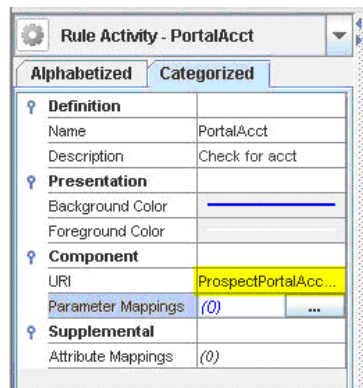 Rule Activity - PortalAcct
Alphabetized Categorized
Definition
Name PortalAcct
Description Check for acct
Presentation
Background Color
Foreground Color
Component
URI ProspectPortalAcc...
Parameter Mappings (0) ...
Supplemental
Attribute Mappings (0)